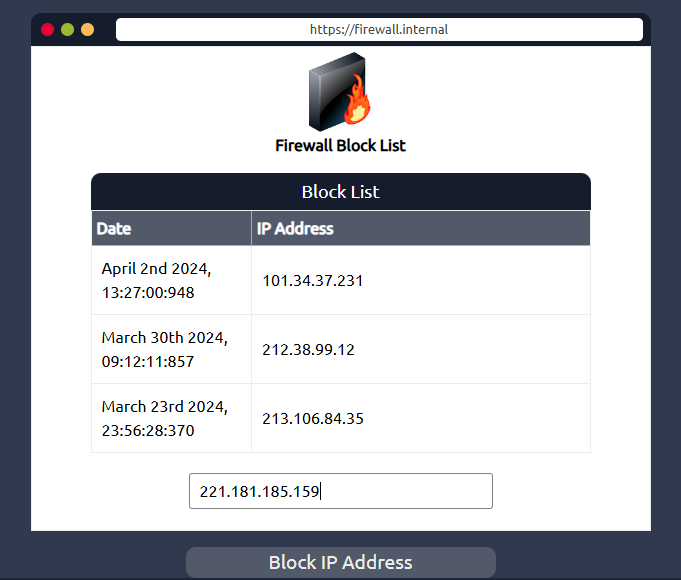 https://firewall.internal
Firewall Block List
Block List
Date IP Address
April 2nd 2024,
13:27:00:948
101.34.37.231
March 30th 2024,
09:12:11:857
212.38.99.12
March 23rd 2024,
23:56:28:370
213.106.84.35
221.181.185.159
Block IP Address